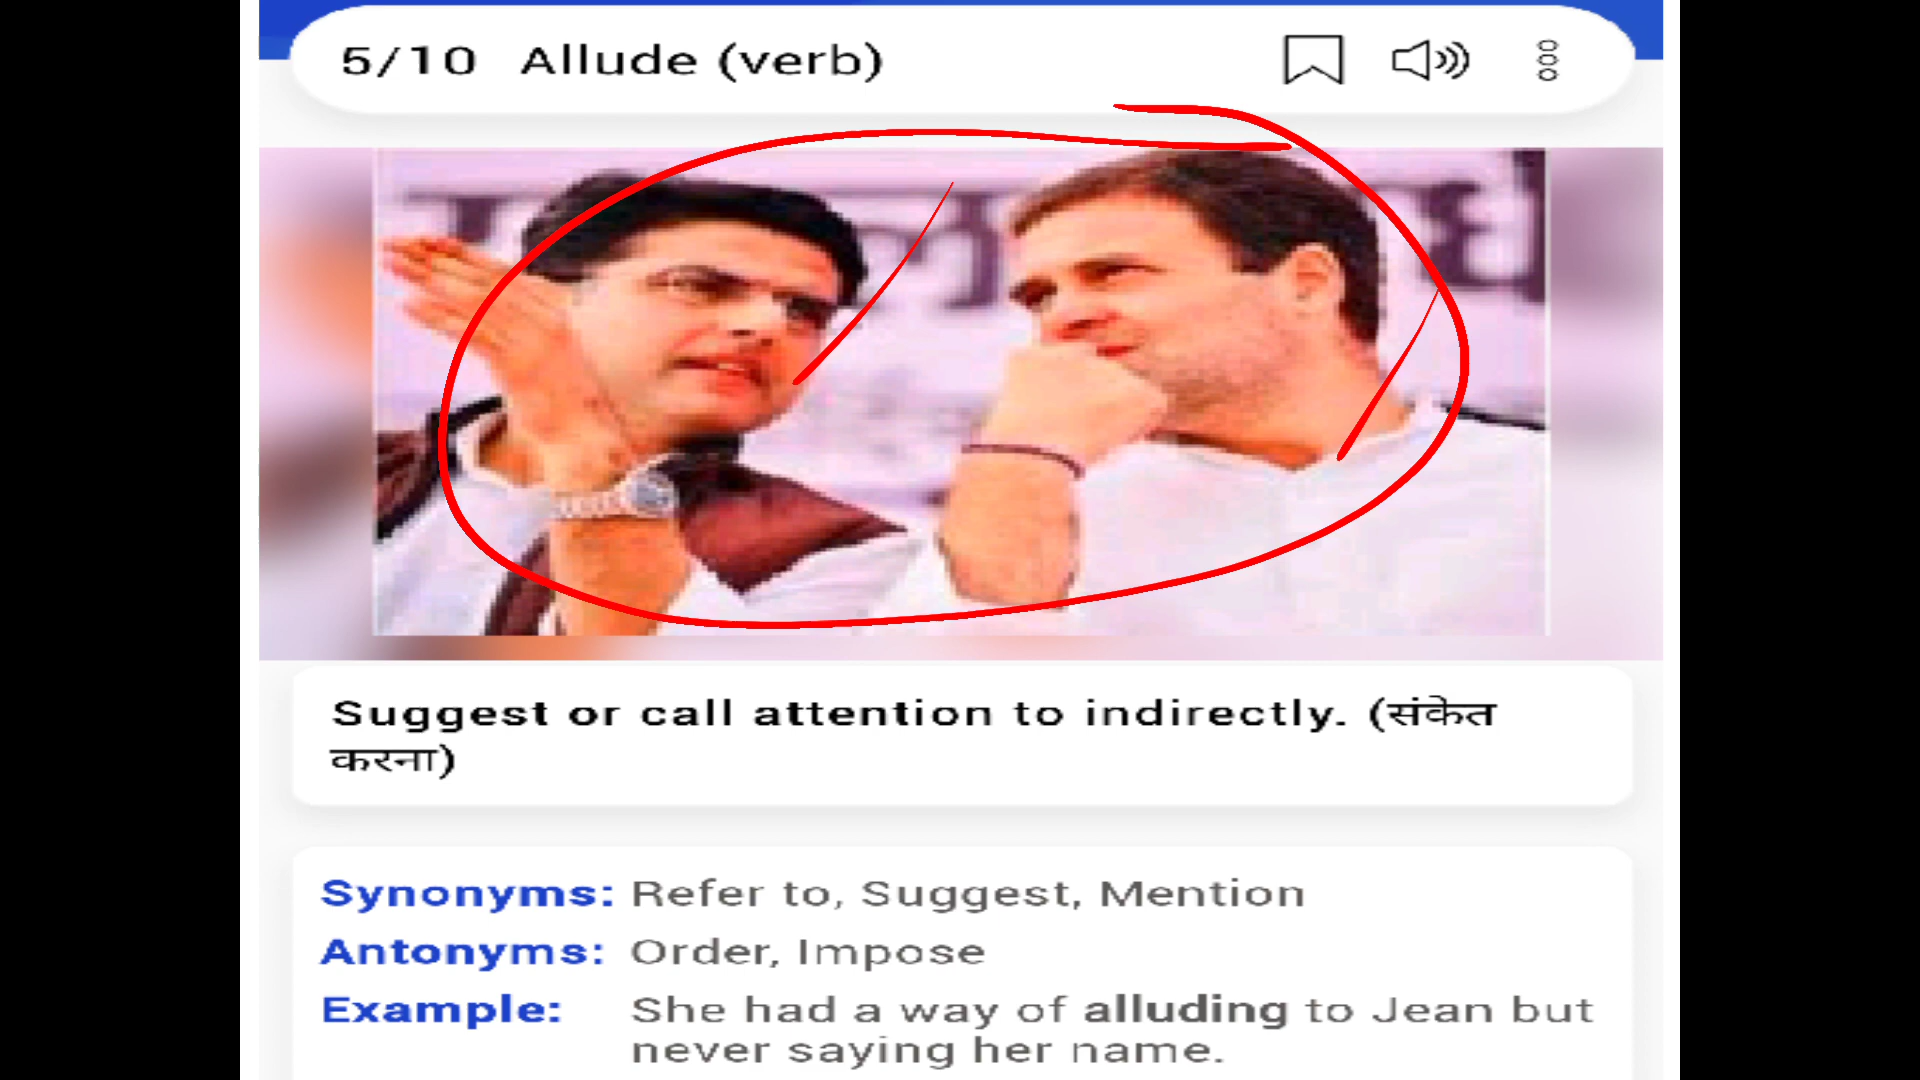 5/10 Allude (verb)
Suggest or call attention to indirectly. (संकेत
करना)
Synonyms: Refer to, Suggest, Mention
Antonyms: Order, Impose
Example: She had a way of alluding to Jean but
never saying her name.